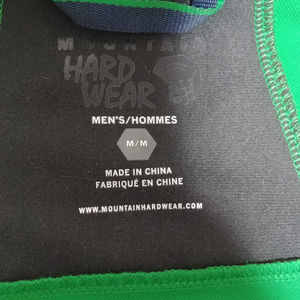 MOUNTAIN
HARD
WEAR
MEN'S/HOMMES
M/M
MADE IN CHINA
FABRIQUÉ EN CHINE
WWW.MOUNTAINHARDWEAR.COM